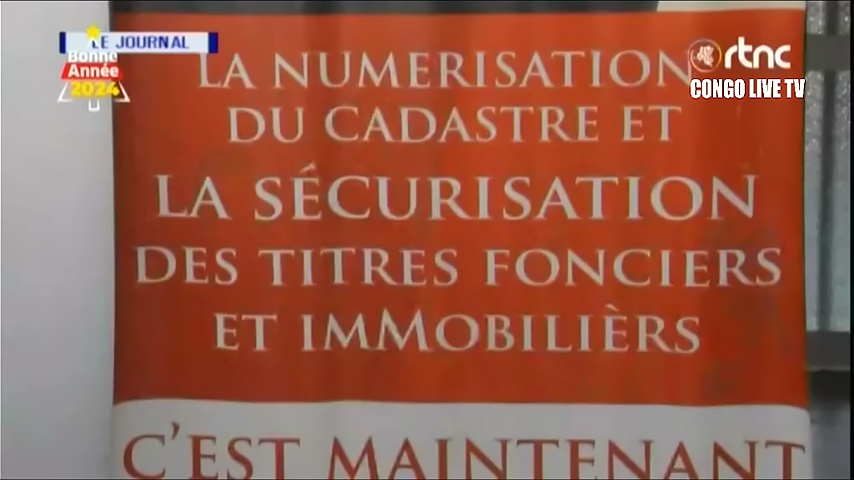 LE JOURNAL
Bonne
Année
2024
rtnc
CONGO LIVE TV
LA NUMERISATION
DU CADASTRE ET
LA SÉCURISATION
DES TITRES FONCIERS
ET IMMOBILIÈRS
C'EST MAINTENANT